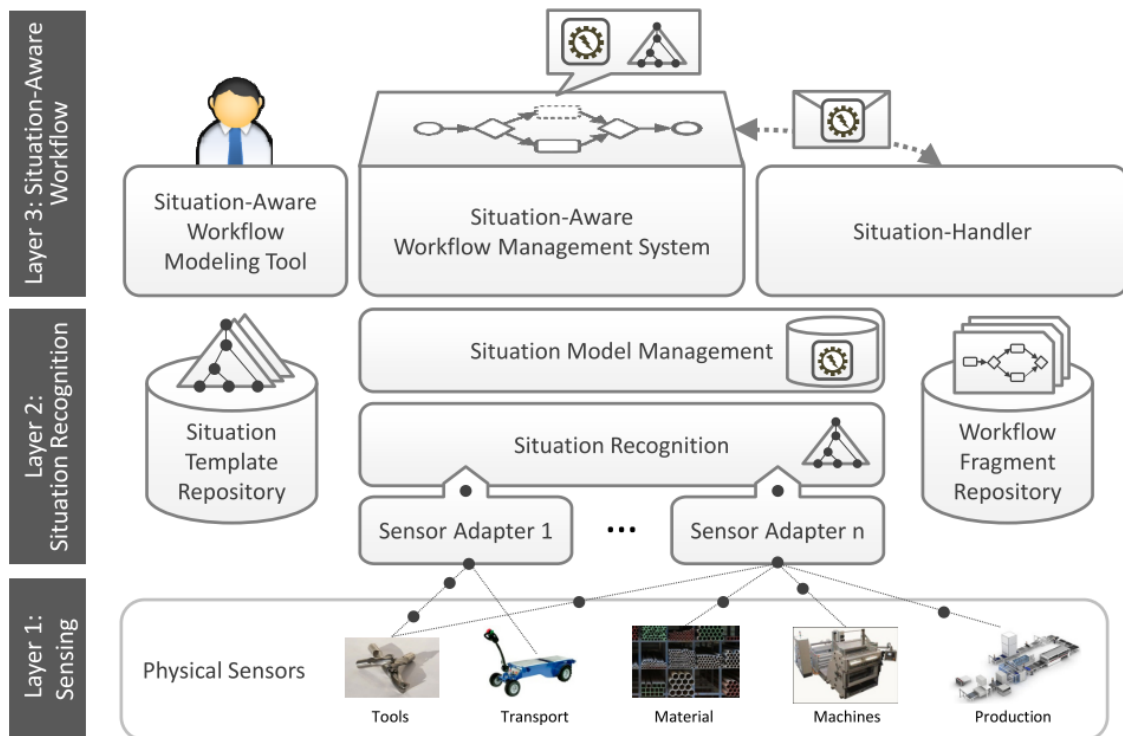 Layer 3: Situation-Aware
Workflow
Situation-Aware
Workflow
Modeling Tool
Situation-Aware
Workflow Management System
Situation-Handler
Layer 2:
Situation Recognition
Situation
Template
Repository
Situation Model Management
Situation Recognition
Sensor Adapter 1
...
Sensor Adapter n
Workflow
Fragment
Repository
Layer 1:
Sensing
Physical Sensors
Tools
Transport
Material
Machines
Production